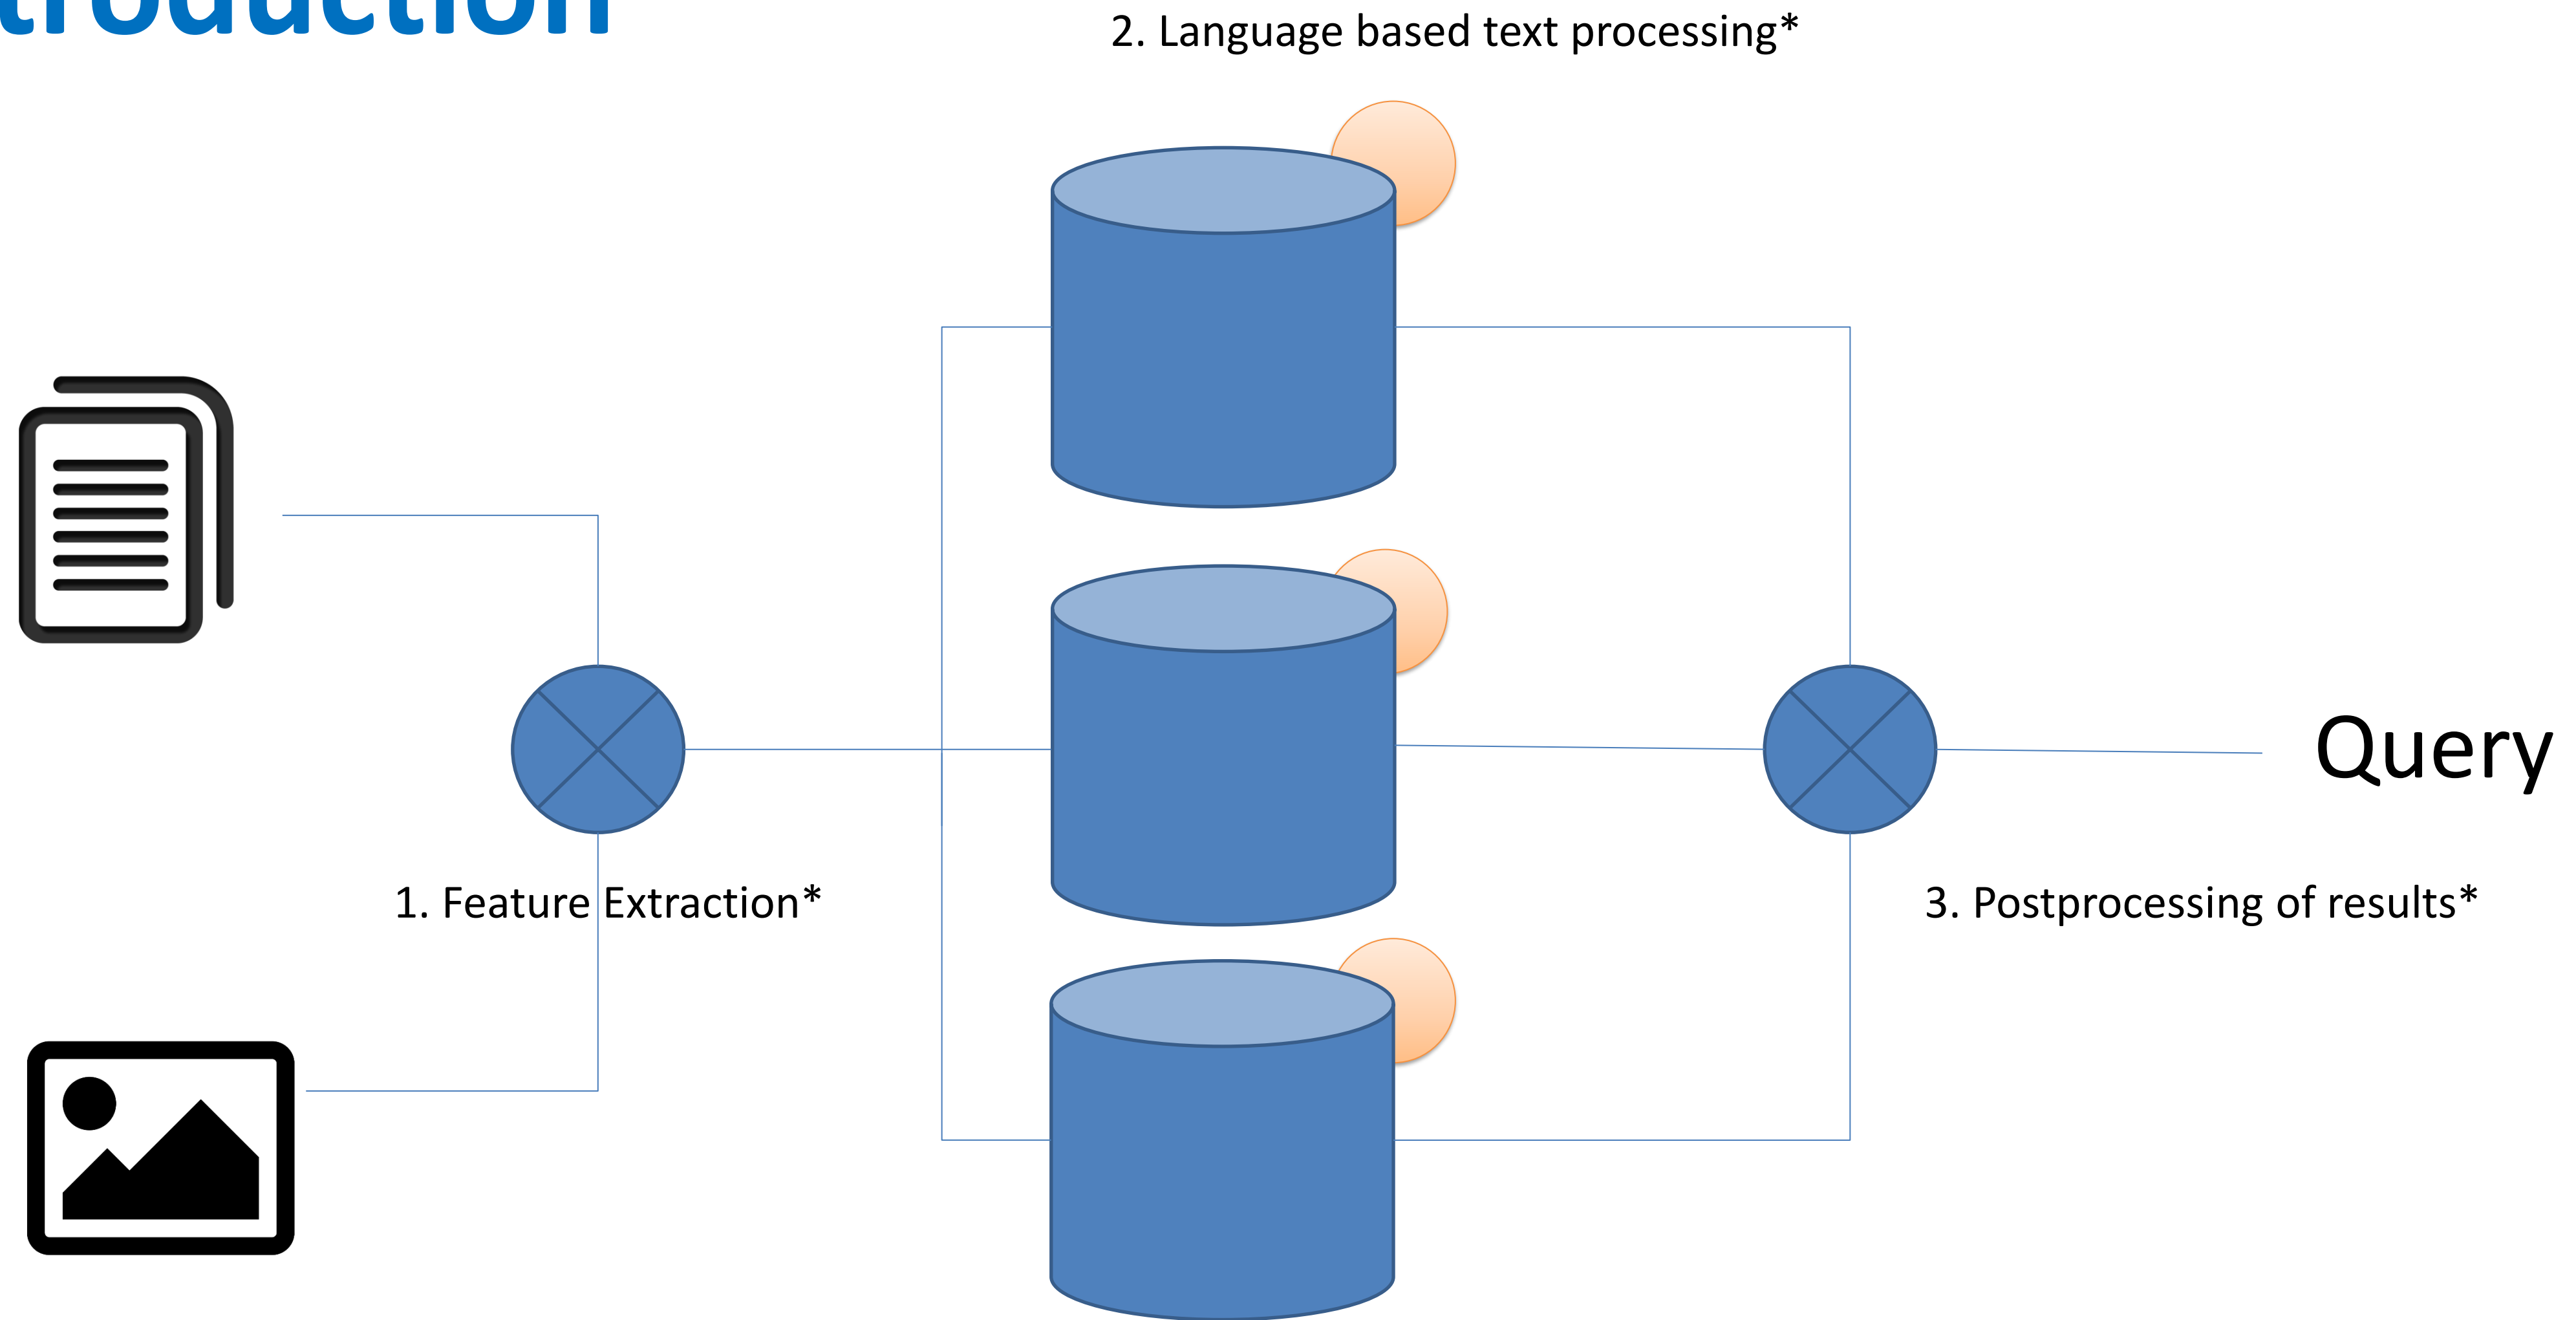 troduction
2. Language based text processing*
Query
1. Feature Extraction*
3. Postprocessing of results*